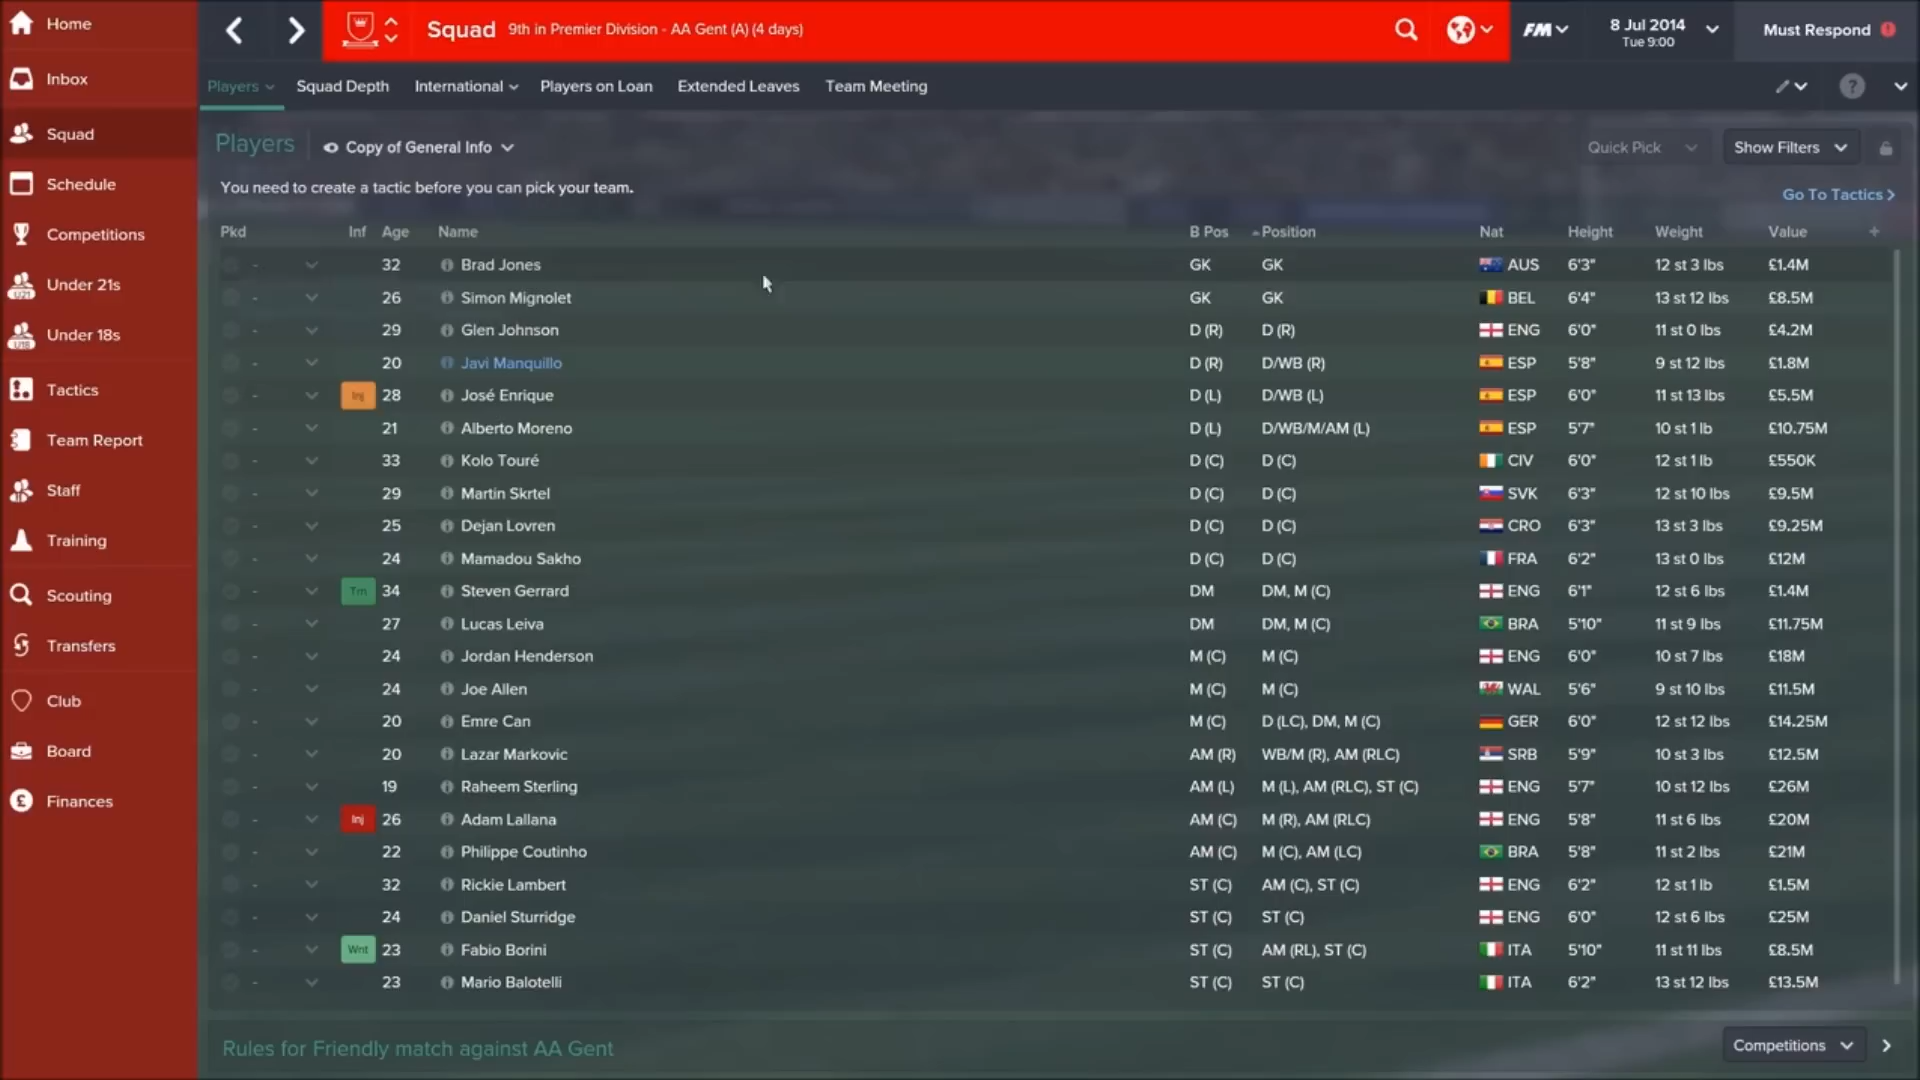 Home
Inbox
Squad
Schedule
Competitions
Under 21s
U21
Under 18s
U18
Tactics
Team Report
Staff
Training
Scouting
Transfers
Club
Board
Finances
Squad 9th in Premier Division - AA Gent (A) (4 days)
FM
8 Jul 2014
Tue 9:00
Must Respond
Players Squad Depth International Players on Loan Extended Leaves Team Meeting
Players Copy of General Info Quick Pick Show Filters
You need to create a tactic before you can pick your team.
Go To Tactics >
Pkd Inf Age Name B Pos Position Nat Height Weight Value +
- 32 Brad Jones GK GK AUS 6'3" 12 st 3 lbs £1.4M
- 26 Simon Mignolet GK GK BEL 6'4" 13 st 12 lbs £8.5M
- 29 Glen Johnson D (R) D (R) ENG 6'0" 11 st 0 lbs £4.2M
- 20 Javi Manquillo D (R) D/WB (R) ESP 5'8" 9 st 12 lbs £1.8M
- Inj 28 José Enrique D (L) D/WB (L) ESP 6'0" 11 st 13 lbs £5.5M
- 21 Alberto Moreno D (L) D/WB/M/AM (L) ESP 5'7" 10 st 1 lb £10.75M
- 33 Kolo Touré D (C) D (C) CIV 6'0" 12 st 1 lb £550K
- 29 Martin Skrtel D (C) D (C) SVK 6'3" 12 st 10 lbs £9.5M
- 25 Dejan Lovren D (C) D (C) CRO 6'3" 13 st 3 lbs £9.25M
- 24 Mamadou Sakho D (C) D (C) FRA 6'2" 13 st 0 lbs £12M
- Trn 34 Steven Gerrard DM DM, M (C) ENG 6'1" 12 st 6 lbs £1.4M
- 27 Lucas Leiva DM DM, M (C) BRA 5'10" 11 st 9 lbs £11.75M
- 24 Jordan Henderson M (C) M (C) ENG 6'0" 10 st 7 lbs £18M
- 24 Joe Allen M (C) M (C) WAL 5'6" 9 st 10 lbs £11.5M
- 20 Emre Can M (C) D (LC), DM, M (C) GER 6'0" 12 st 12 lbs £14.25M
- 20 Lazar Markovic AM (R) WB/M (R), AM (RLC) SRB 5'9" 10 st 3 lbs £12.5M
- 19 Raheem Sterling AM (L) M (L), AM (RLC), ST (C) ENG 5'7" 10 st 12 lbs £26M
- Inj 26 Adam Lallana AM (C) M (R), AM (RLC) ENG 5'8" 11 st 6 lbs £20M
- 22 Philippe Coutinho AM (C) M (C), AM (LC) BRA 5'8" 11 st 2 lbs £21M
- 32 Rickie Lambert ST (C) AM (C), ST (C) ENG 6'2" 12 st 1 lb £1.5M
- 24 Daniel Sturridge ST (C) ST (C) ENG 6'0" 12 st 6 lbs £25M
- Wnt 23 Fabio Borini ST (C) AM (RL), ST (C) ITA 5'10" 11 st 11 lbs £8.5M
- 23 Mario Balotelli ST (C) ST (C) ITA 6'2" 13 st 12 lbs £13.5M
Rules for Friendly match against AA Gent
Competitions